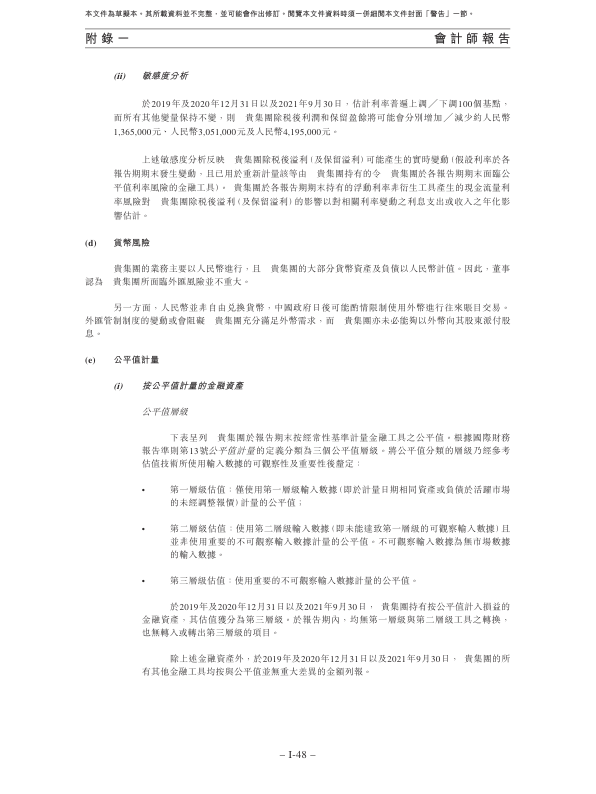 本文件為草擬本。其所載資料並不完整，並可能會作出修訂。閱覽本文件資料時須一併細閱本文件封面「警告」一節。
附錄一 會計師報告
(ii) 敏感度分析
於2019年及2020年12月31日以及2021年9月30日，估計利率普遍上調／下調100個基點，
而所有其他變量保持不變，則　貴集團除稅後利潤和保留盈餘將可能會分別增加／減少約人民幣
1,365,000元、人民幣3,051,000元及人民幣4,195,000元。
上述敏感度分析反映　貴集團除稅後溢利(及保留溢利)可能產生的實時變動(假設利率於各
報告期期末發生變動，且已用於重新計量該等由　貴集團持有的令　貴集團於各報告期期末面臨公
平值利率風險的金融工具)。　貴集團於各報告期期末持有的浮動利率非衍生工具產生的現金流量利
率風險對　貴集團除稅後溢利(及保留溢利)的影響以對相關利率變動之利息支出或收入之年化影
響估計。
(d) 貨幣風險
貴集團的業務主要以人民幣進行，且　貴集團的大部分貨幣資產及負債以人民幣計值。因此，董事
認為　貴集團所面臨外匯風險並不重大。
另一方面，人民幣並非自由兌換貨幣，中國政府日後可能酌情限制使用外幣進行往來賬目交易。
外匯管制制度的變動或會阻礙　貴集團充分滿足外幣需求，而　貴集團亦未必能夠以外幣向其股東派付股
息。
(e) 公平值計量
(i) 按公平值計量的金融資產
公平值層級
下表呈列　貴集團於報告期末按經常性基準計量金融工具之公平值。根據國際財務
報告準則第13號公平值計量的定義分類為三個公平值層級。將公平值分類的層級乃經參考
估值技術所使用輸入數據的可觀察性及重要性後釐定：
• 第一層級估值：僅使用第一層級輸入數據(即於計量日期相同資產或負債於活躍市場
的未經調整報價)計量的公平值；
• 第二層級估值：使用第二層級輸入數據(即未能達致第一層級的可觀察輸入數據)且
並非使用重要的不可觀察輸入數據計量的公平值。不可觀察輸入數據為無市場數據
的輸入數據。
• 第三層級估值：使用重要的不可觀察輸入數據計量的公平值。
於2019年及2020年12月31日以及2021年9月30日，　貴集團持有按公平值計入損益的
金融資產，其估值獲分為第三層級。於報告期內，均無第一層級與第二層級工具之轉換，
也無轉入或轉出第三層級的項目。
除上述金融資產外，於2019年及2020年12月31日以及2021年9月30日，　貴集團的所
有其他金融工具均按與公平值並無重大差異的金額列報。
– I-48 –